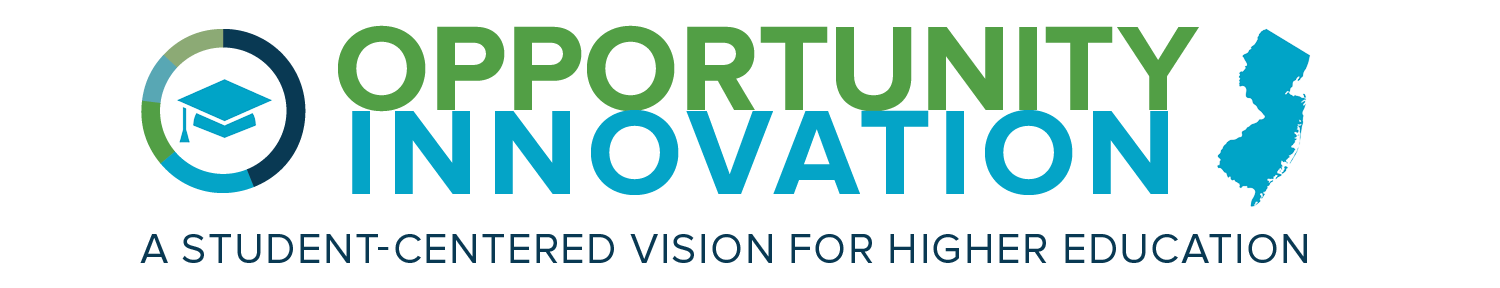 OPPORTUNITY
INNOVATION
A STUDENT-CENTERED VISION FOR HIGHER EDUCATION